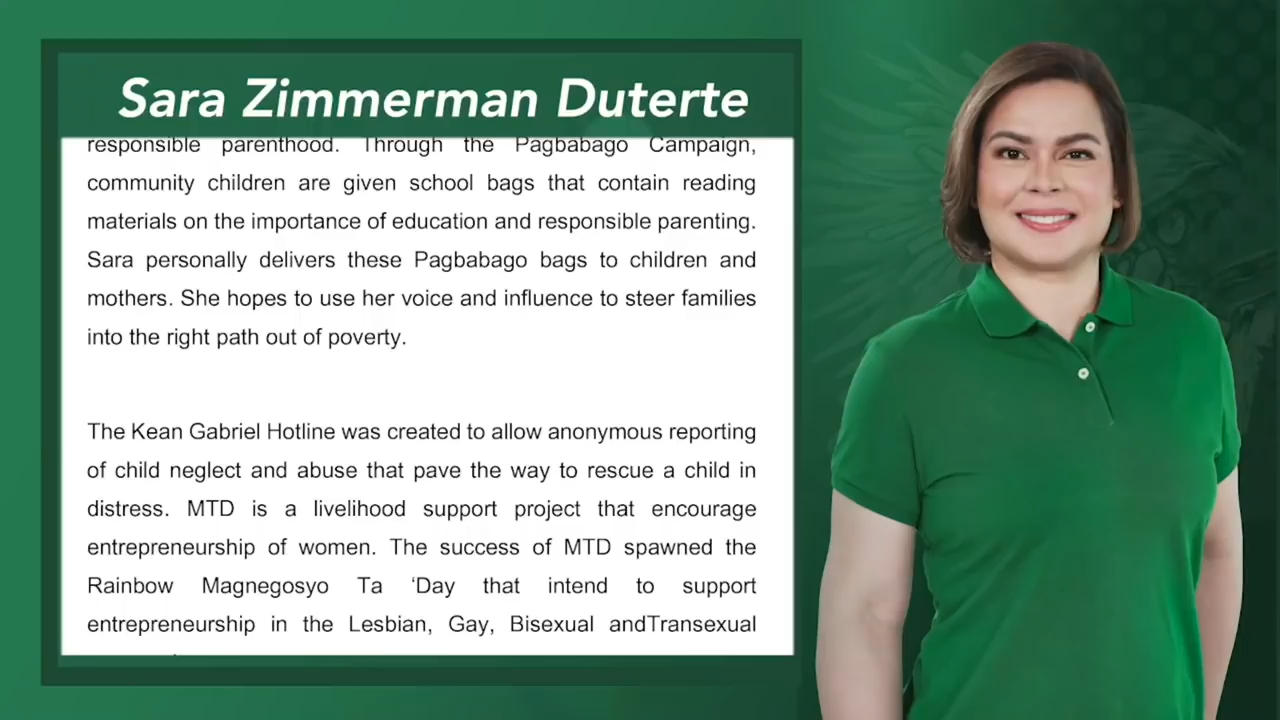 Sara Zimmerman Duterte
responsible parenthood. Through the Pagbabago Campaign,
community children are given school bags that contain reading
materials on the importance of education and responsible parenting.
Sara personally delivers these Pagbabago bags to children and
mothers. She hopes to use her voice and influence to steer families
into the right path out of poverty.
The Kean Gabriel Hotline was created to allow anonymous reporting
of child neglect and abuse that pave the way to rescue a child in
distress. MTD is a livelihood support project that encourage
entrepreneurship of women. The success of MTD spawned the
Rainbow Magnegosyo Ta ‘Day that intend to support
entrepreneurship in the Lesbian, Gay, Bisexual andTransexual